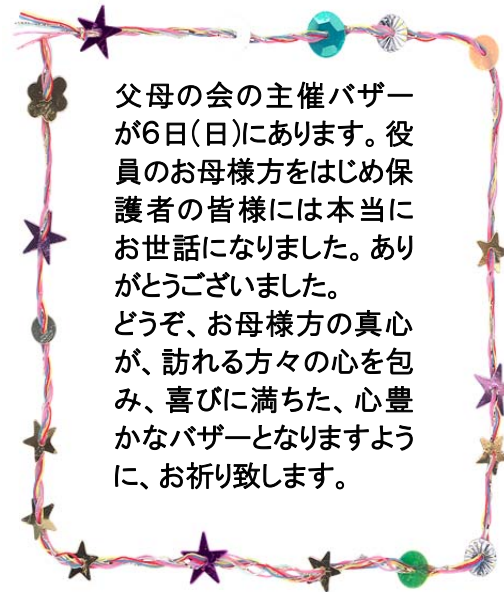 父母の会の主催バザー
が6日(日)にあります。役
員のお母様方をはじめ保
護者の皆様には本当に
お世話になりました。あり
がとうございました。
どうぞ、お母様方の真心
が、訪れる方々の心を包
み、喜びに満ちた、心豊
かなバザーとなりますよう
に、お祈り致します。